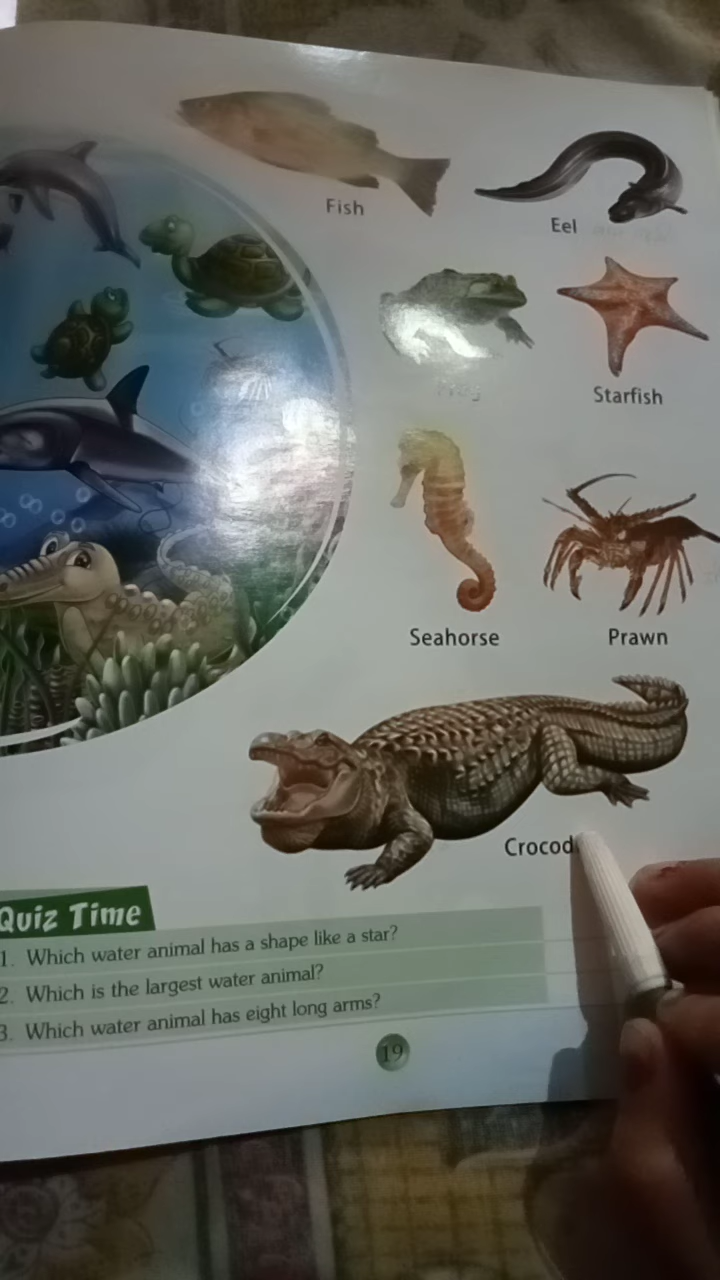 Fish
Eel
Frog
Starfish
Seahorse
Prawn
Crocod
Quiz Time
1. Which water animal has a shape like a star?
2. Which is the largest water animal?
3. Which water animal has eight long arms?
19